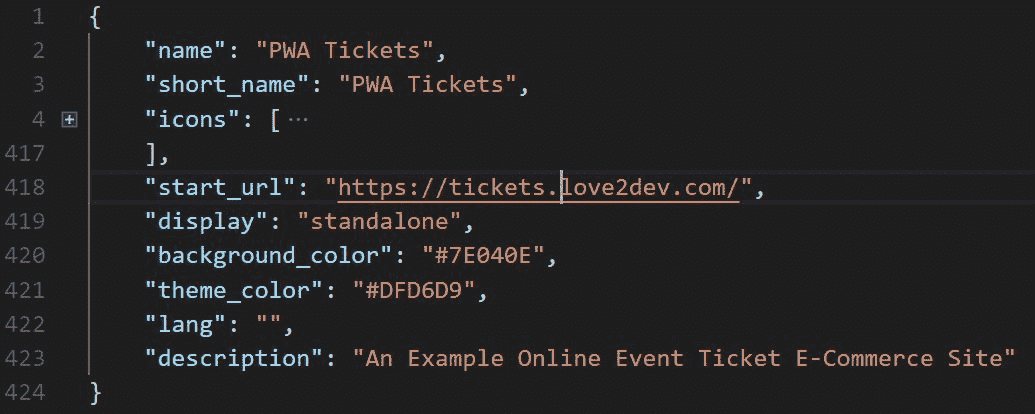 1 {
2 "name": "PWA Tickets",
3 "short_name": "PWA Tickets",
4 "icons": [ ···
417 ],
418 "start_url": "https://tickets.love2dev.com/",
419 "display": "standalone",
420 "background_color": "#7E040E",
421 "theme_color": "#DFD6D9",
422 "lang": "",
423 "description": "An Example Online Event Ticket E-Commerce Site"
424 }